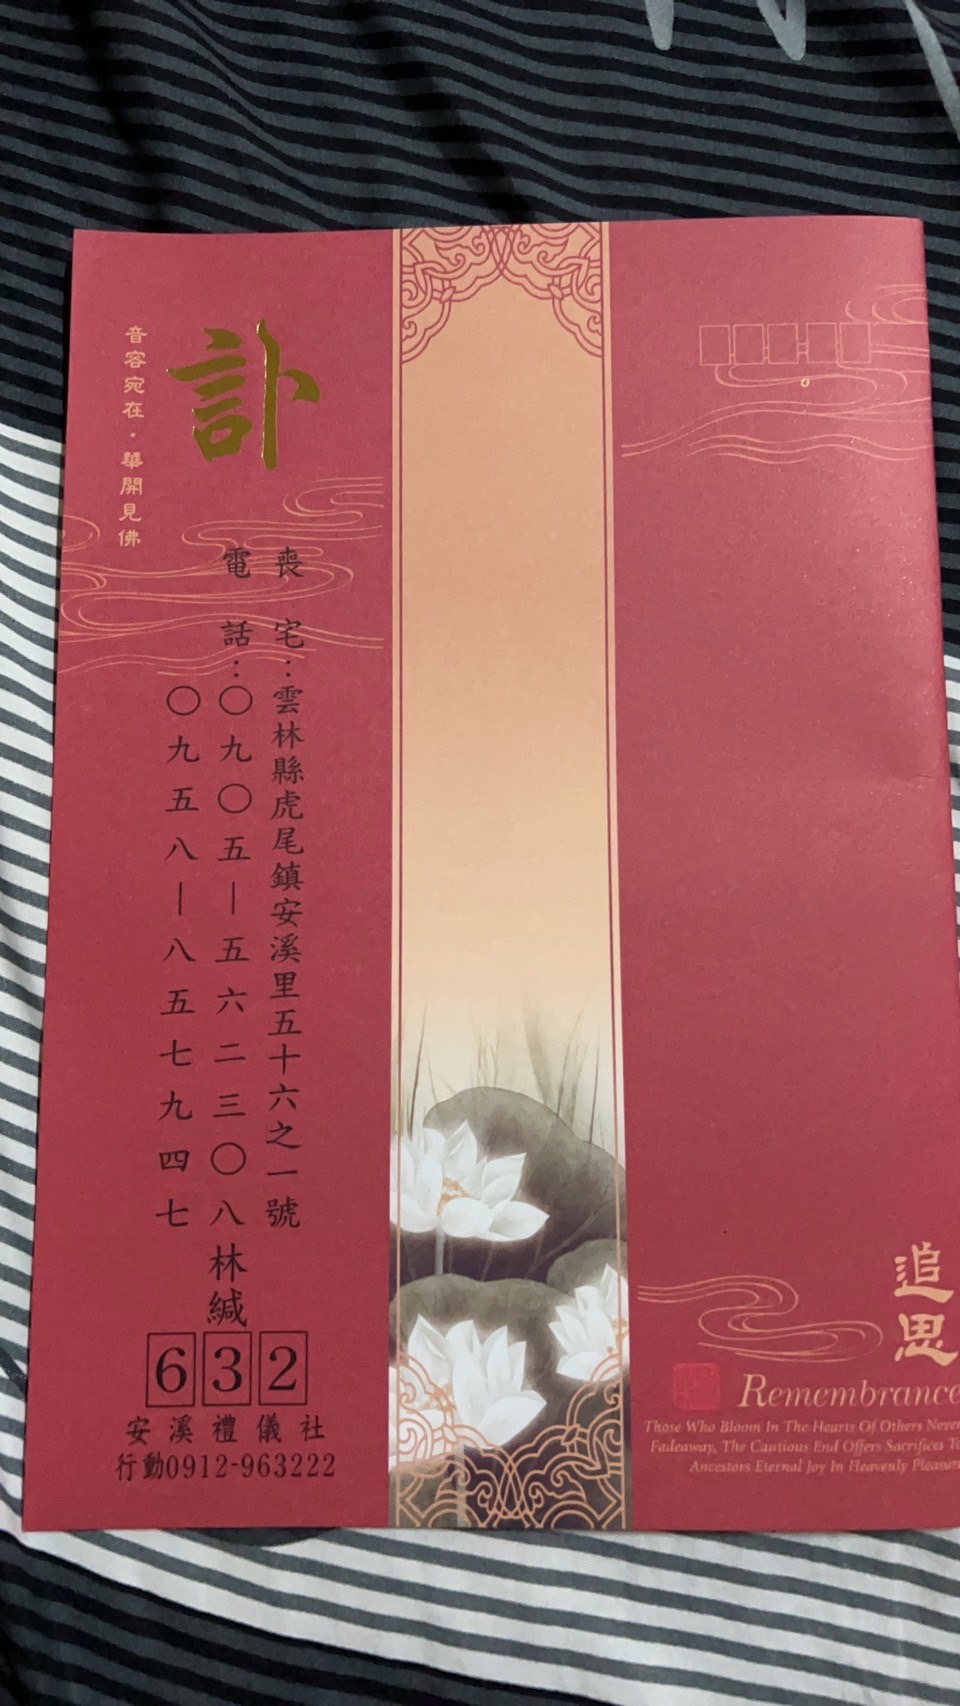 追思
Remembrance
Those Who Bloom In The Hearts Of Others Never
Fadeaway, The Cautious End Offers Sacrifices To
Ancestors Eternal Joy In Heavenly Pleasure
訃
音容宛在・華開見佛
喪宅：雲林縣虎尾鎮安溪里五十六之一號
電話：〇九〇五—五六二三〇八
〇九五八—八五七九四七
林緘
632
安溪禮儀社
行動0912-963222